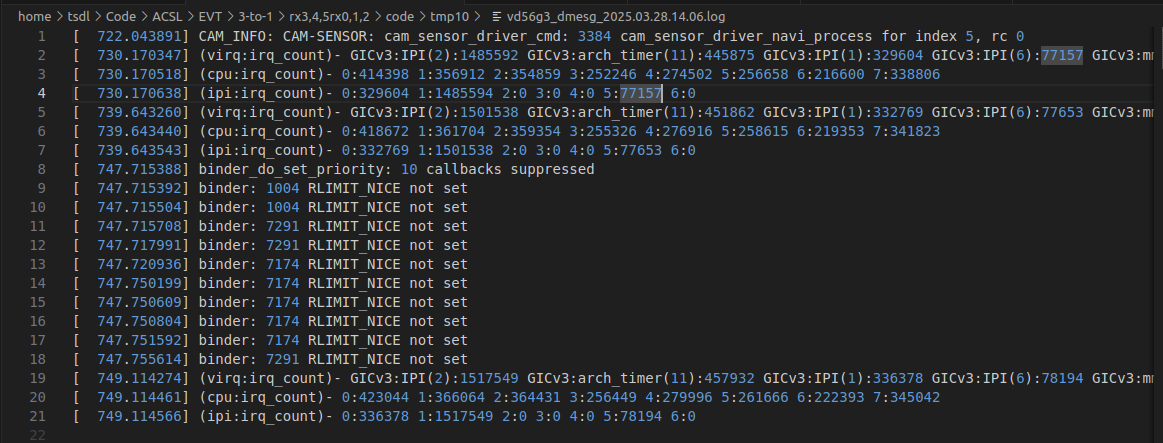 home > tsdl > Code > ACSL > EVT > 3-to-1 > rx3,4,5rx0,1,2 > code > tmp10 > vd56g3_dmesg_2025.03.28.14.06.log
1 [  722.043891] CAM_INFO: CAM-SENSOR: cam_sensor_driver_cmd: 3384 cam_sensor_driver_navi_process for index 5, rc 0
2 [  730.170347] (virq:irq_count)- GICv3:IPI(2):1485592 GICv3:arch_timer(11):445875 GICv3:IPI(1):329604 GICv3:IPI(6):77157 GICv3:m
3 [  730.170518] (cpu:irq_count)- 0:414398 1:356912 2:354859 3:252246 4:274502 5:256658 6:216600 7:338806
4 [  730.170638] (ipi:irq_count)- 0:329604 1:1485594 2:0 3:0 4:0 5:77157 6:0
5 [  739.643260] (virq:irq_count)- GICv3:IPI(2):1501538 GICv3:arch_timer(11):451862 GICv3:IPI(1):332769 GICv3:IPI(6):77653 GICv3:m
6 [  739.643440] (cpu:irq_count)- 0:418672 1:361704 2:359354 3:255326 4:276916 5:258615 6:219353 7:341823
7 [  739.643543] (ipi:irq_count)- 0:332769 1:1501538 2:0 3:0 4:0 5:77653 6:0
8 [  747.715388] binder_do_set_priority: 10 callbacks suppressed
9 [  747.715392] binder: 1004 RLIMIT_NICE not set
10 [  747.715504] binder: 1004 RLIMIT_NICE not set
11 [  747.715708] binder: 7291 RLIMIT_NICE not set
12 [  747.717991] binder: 7291 RLIMIT_NICE not set
13 [  747.720936] binder: 7174 RLIMIT_NICE not set
14 [  747.750199] binder: 7174 RLIMIT_NICE not set
15 [  747.750609] binder: 7174 RLIMIT_NICE not set
16 [  747.750804] binder: 7174 RLIMIT_NICE not set
17 [  747.751592] binder: 7174 RLIMIT_NICE not set
18 [  747.755614] binder: 7291 RLIMIT_NICE not set
19 [  749.114274] (virq:irq_count)- GICv3:IPI(2):1517549 GICv3:arch_timer(11):457932 GICv3:IPI(1):336378 GICv3:IPI(6):78194 GICv3:m
20 [  749.114461] (cpu:irq_count)- 0:423044 1:366064 2:364431 3:256449 4:279996 5:261666 6:222393 7:345042
21 [  749.114566] (ipi:irq_count)- 0:336378 1:1517549 2:0 3:0 4:0 5:78194 6:0
22